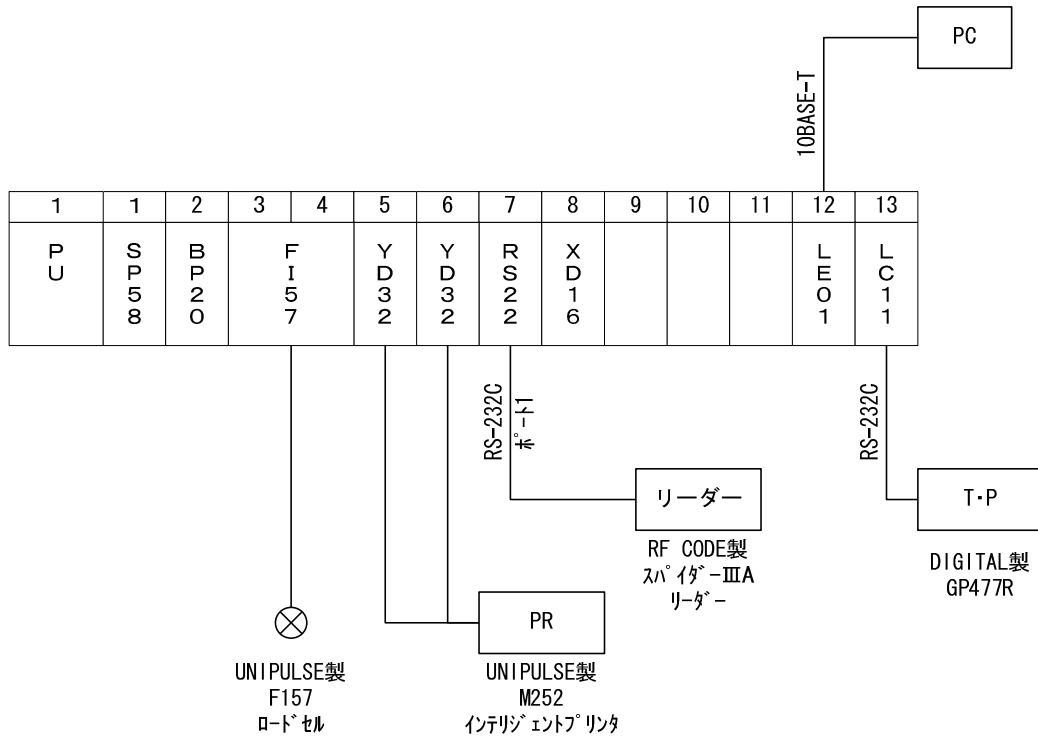 PC
10BASE-T
1 1 2 3 4 5 6 7 8 9 10 11 12 13
PU SP58 BP20 FI57 YD32 YD32 RS22 XD16 LE01 LC11
RS-232C
ポート1
RS-232C
リーダー
RF CODE製
スパイダーⅢA
リーダー
T・P
DIGITAL製
GP477R
PR
UNIPULSE製
F157
ロードセル
UNIPULSE製
M252
インテリジェントプリンタ